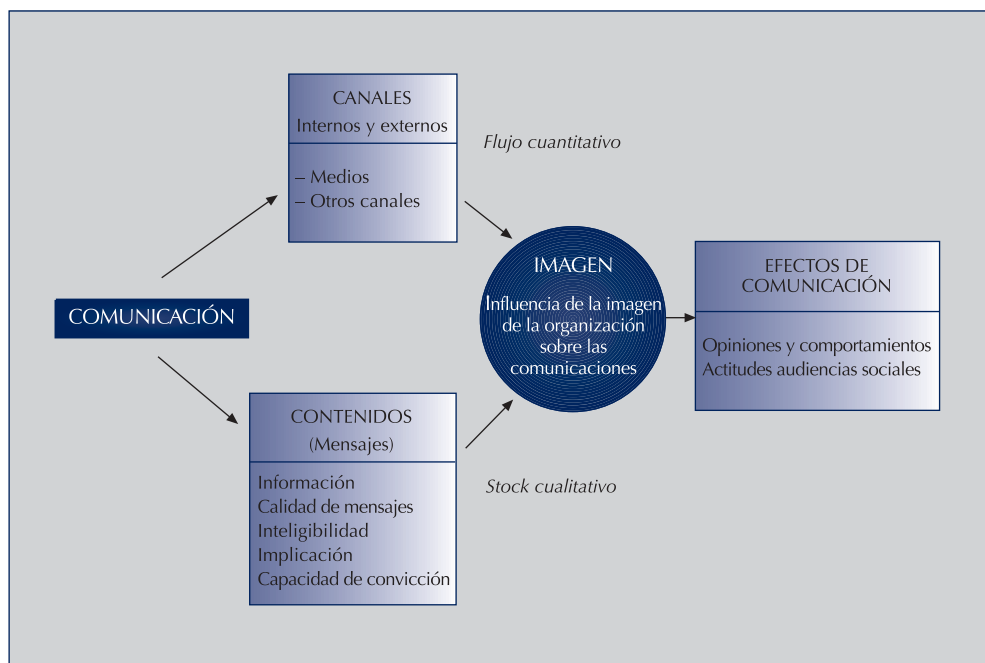 CANALES
Internos y externos
– Medios
– Otros canales
Flujo cuantitativo
COMUNICACIÓN
IMAGEN
Influencia de la imagen
de la organización
sobre las
comunicaciones
EFECTOS DE
COMUNICACIÓN
Opiniones y comportamientos
Actitudes audiencias sociales
CONTENIDOS
(Mensajes)
Información
Calidad de mensajes
Inteligibilidad
Implicación
Capacidad de convicción
Stock cualitativo